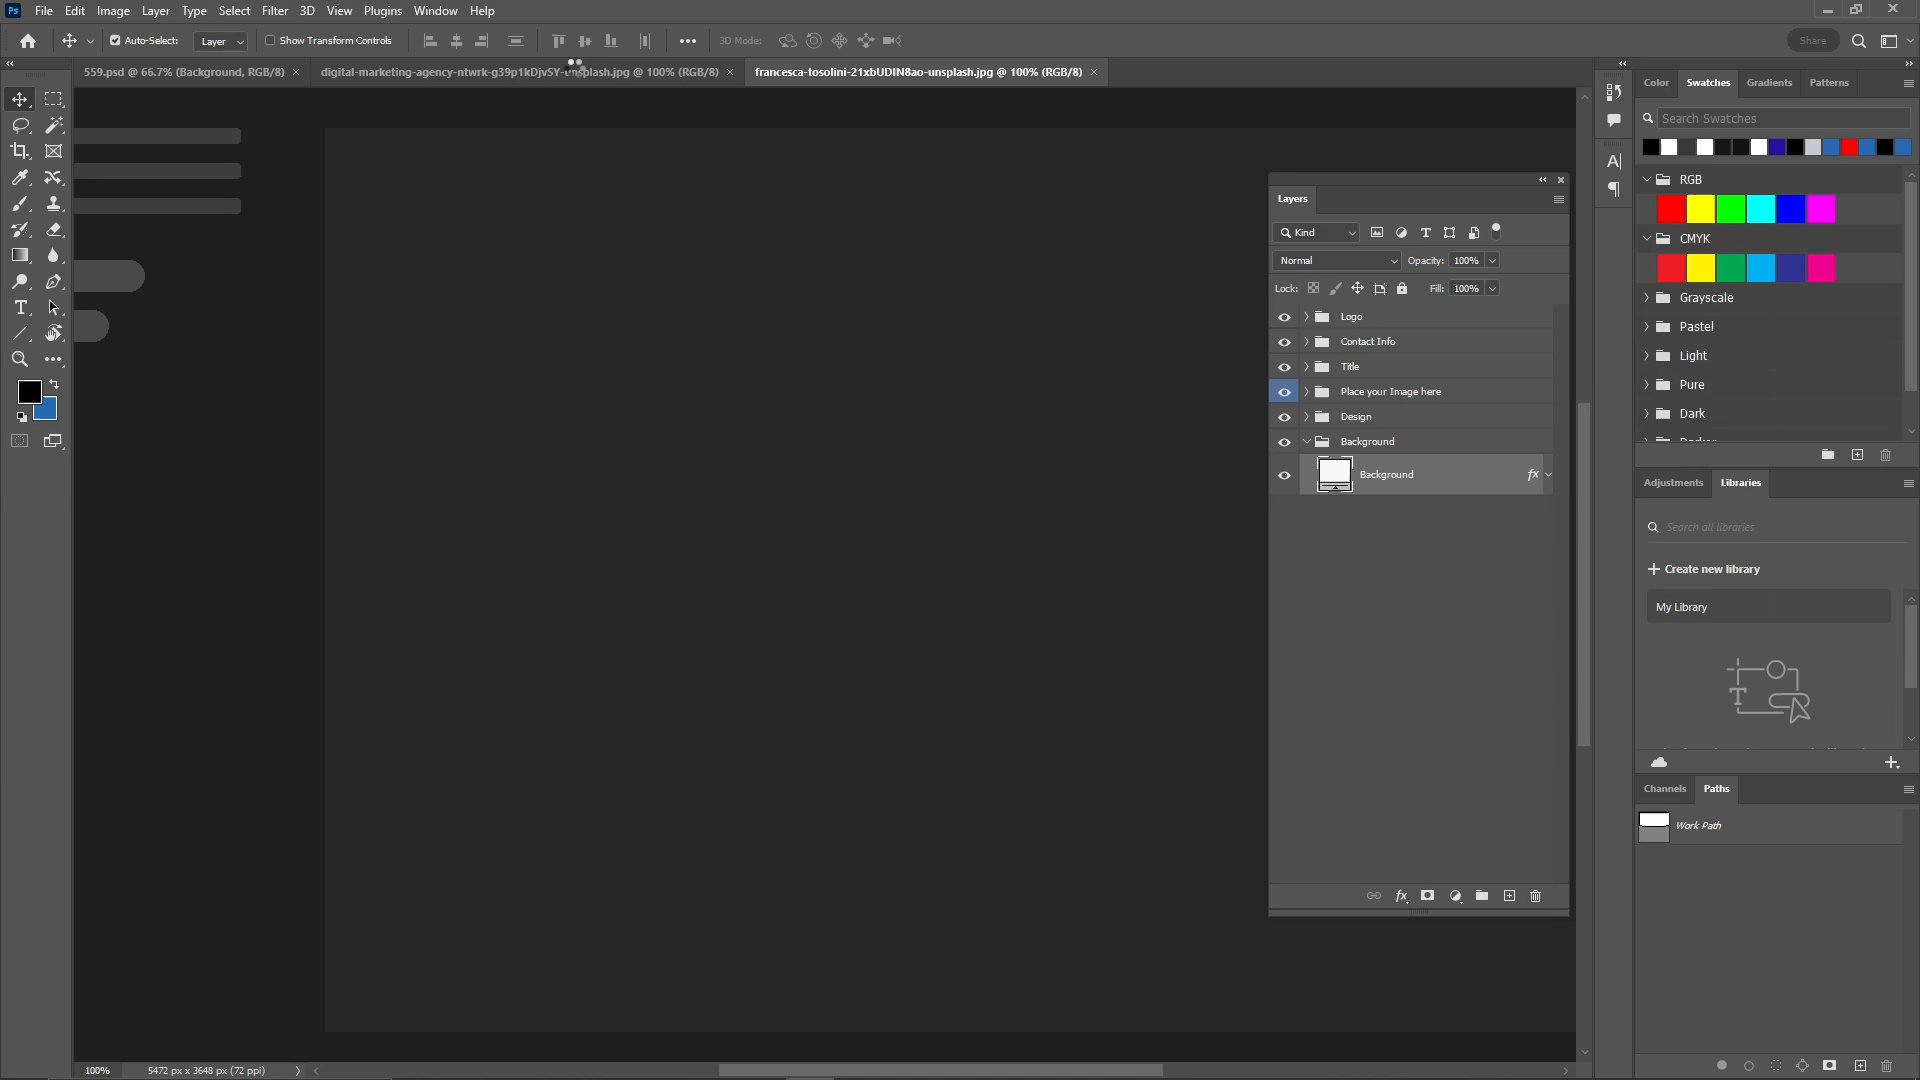 Ps File Edit Image Layer Type Select Filter 3D View Plugins Window Help
Auto-Select: Layer Show Transform Controls 3D Mode: Share
559.psd @ 66.7% (Background, RGB/8) digital-marketing-agency-ntwrk-g39p1kDjvSY-unsplash.jpg @ 100% (RGB/8) francesca-tosolini-21xbUDIN8ao-unsplash.jpg @ 100% (RGB/8)
Color Swatches Gradients Patterns
Search Swatches
RGB
CMYK
Grayscale
Pastel
Light
Pure
Dark
Layers
Kind
Normal Opacity: 100%
Lock: Fill: 100%
Logo
Contact Info
Title
Place your Image here
Design
Background
Background fx
Adjustments Libraries
Search all libraries
Create new library
My Library
Channels Paths
Work Path
100% 5472 px x 3648 px (72 ppi)